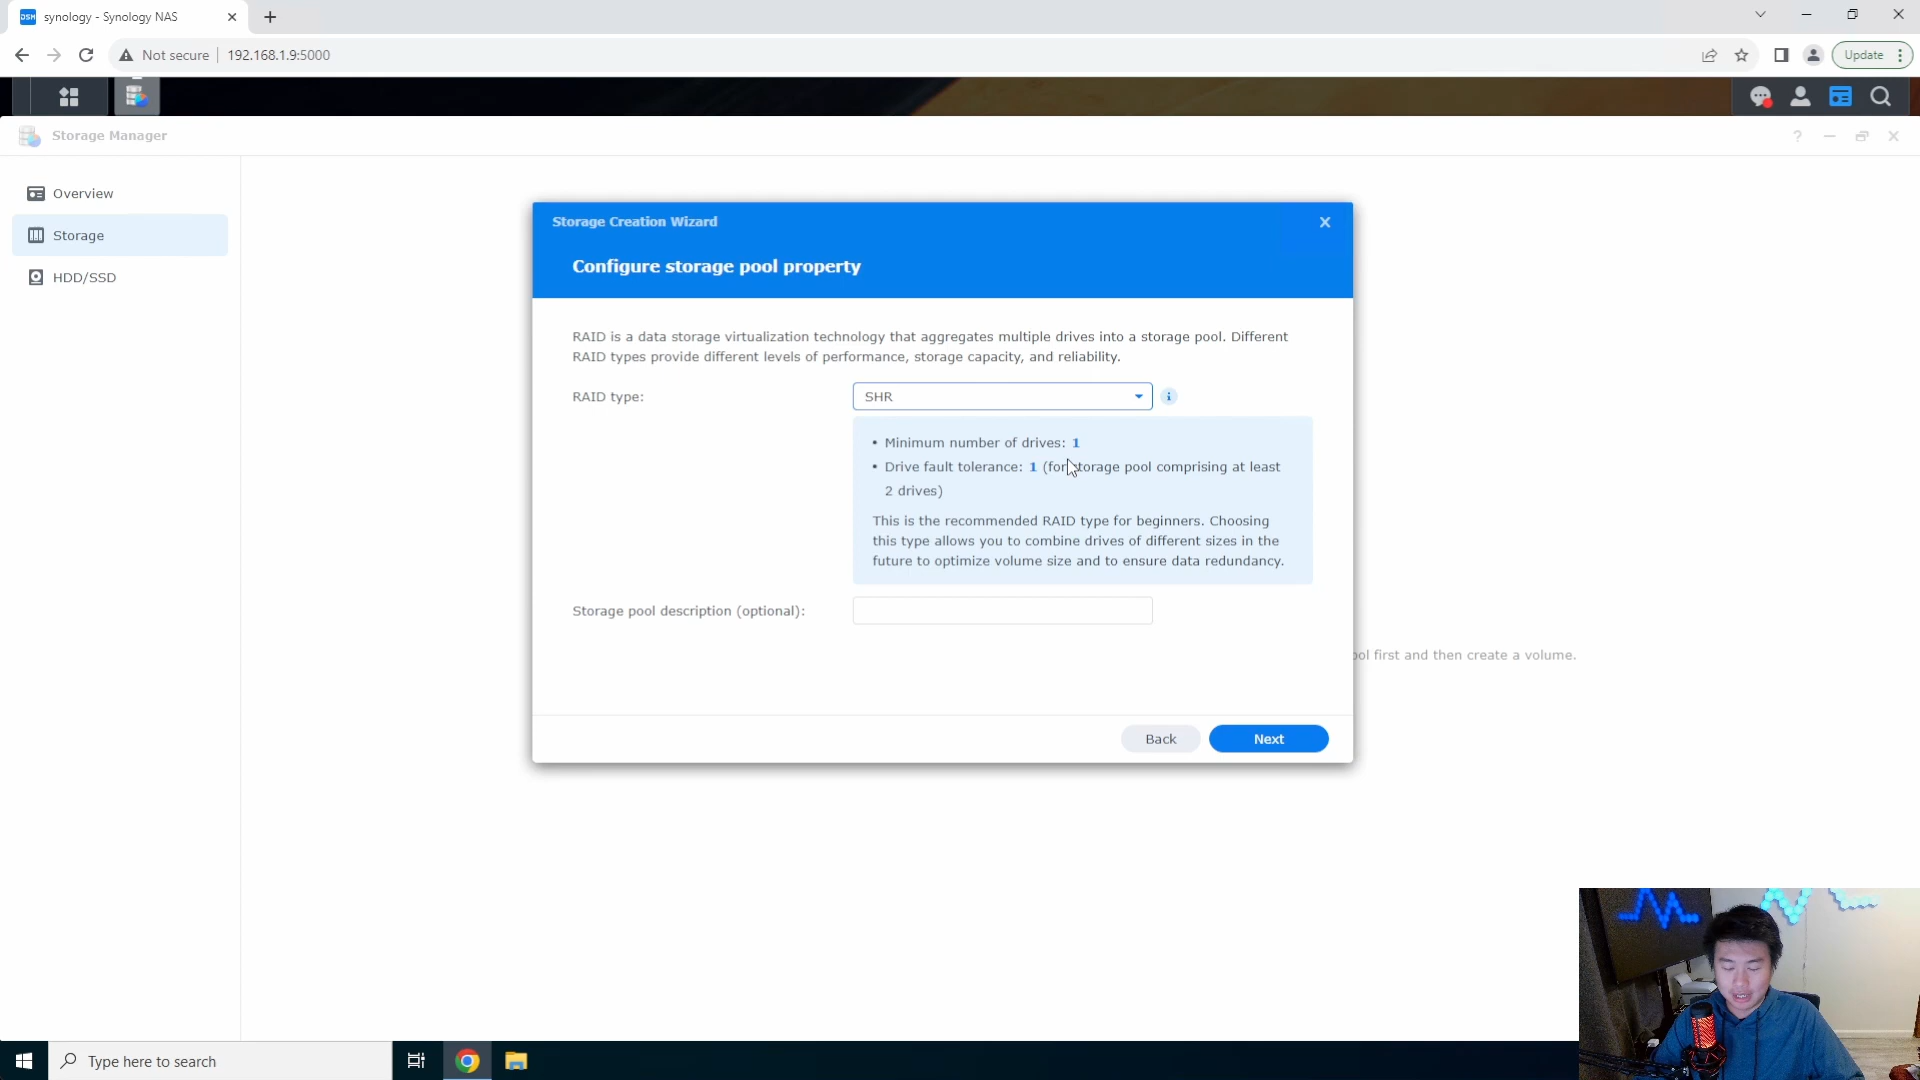 synology - Synology NAS
Not secure
192.168.1.9:5000
Update
Storage Manager
Overview
Storage
HDD/SSD
Storage Creation Wizard
Configure storage pool property
RAID is a data storage virtualization technology that aggregates multiple drives into a storage pool. Different
RAID types provide different levels of performance, storage capacity, and reliability.
RAID type:
SHR
• Minimum number of drives: 1
• Drive fault tolerance: 1 (for storage pool comprising at least
2 drives)
This is the recommended RAID type for beginners. Choosing
this type allows you to combine drives of different sizes in the
future to optimize volume size and to ensure data redundancy.
Storage pool description (optional):
ool first and then create a volume.
Back
Next
Type here to search